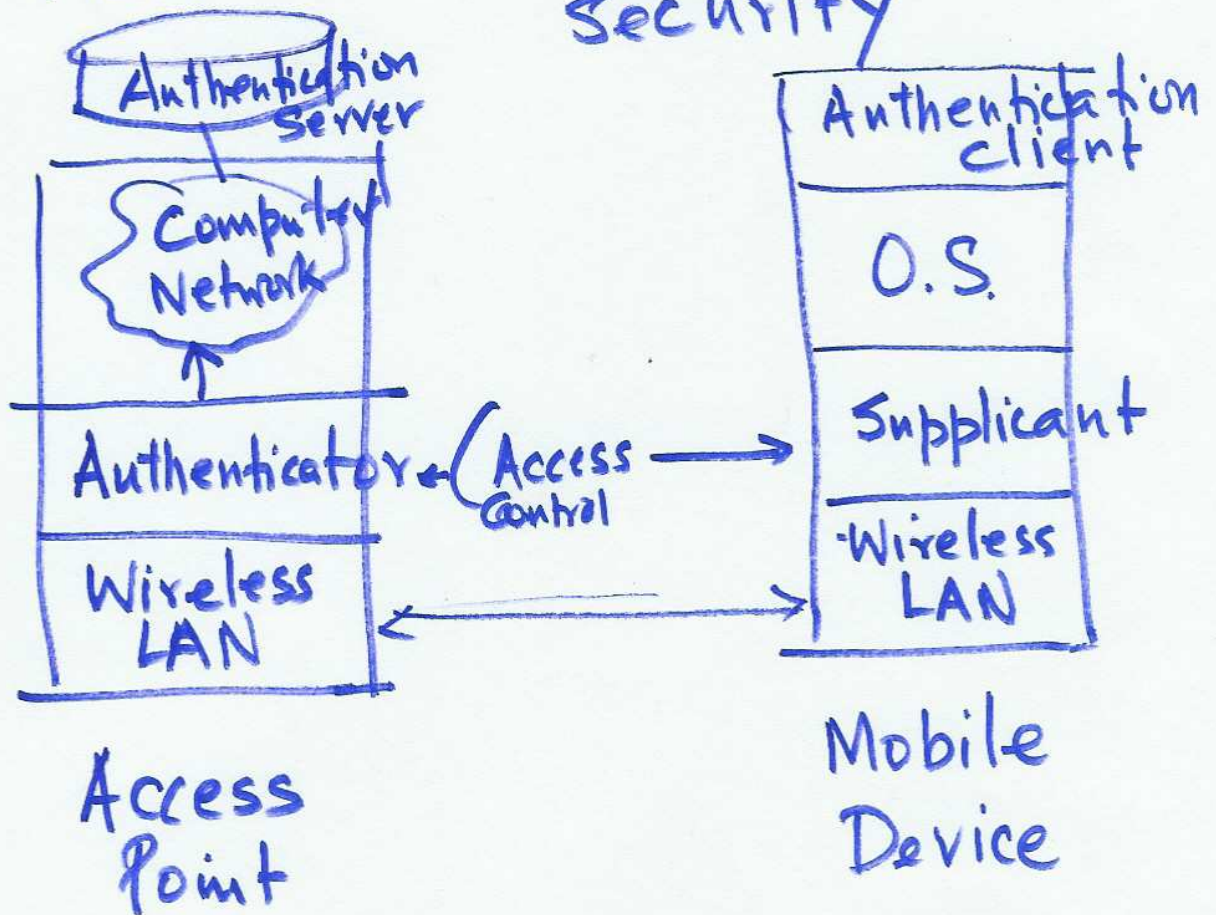 Security
Authentication
Server
Computer
Network
Authenticator
Access
Control
Wireless
LAN
Access
Point
Authentication
client
O.S.
Supplicant
Wireless
LAN
Mobile
Device